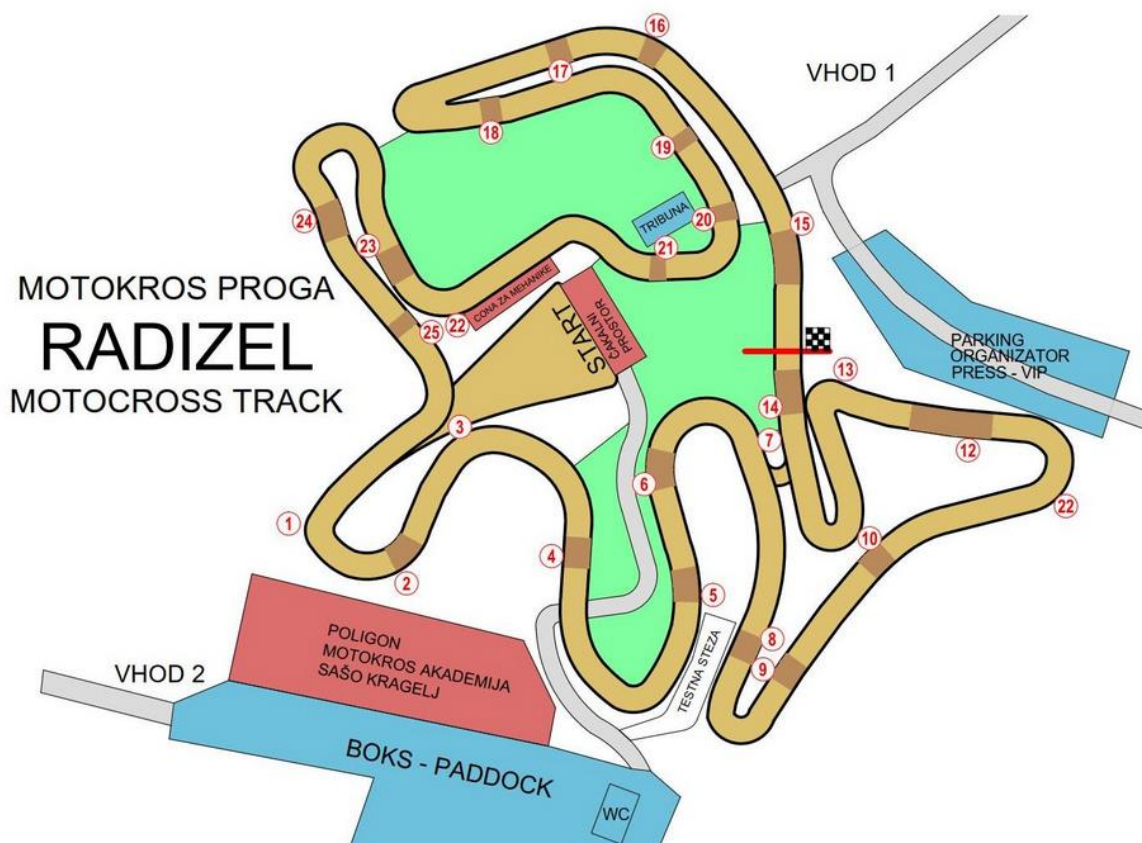 MOTOKROS PROGA
RADIZEL
MOTOCROSS TRACK
VHOD 1
16
17
18
19
15
20
TRIBUNA
21
24
23
25
22
CONA ZA MEHANIKE
START
ČAKALNI
PROSTOR
PARKING
ORGANIZATOR
PRESS - VIP
13
14
3
7
12
6
22
1
10
4
2
5
8
9
TESTNA STEZA
POLIGON
MOTOKROS AKADEMIJA
SAŠO KRAGELJ
VHOD 2
BOKS - PADDOCK
WC